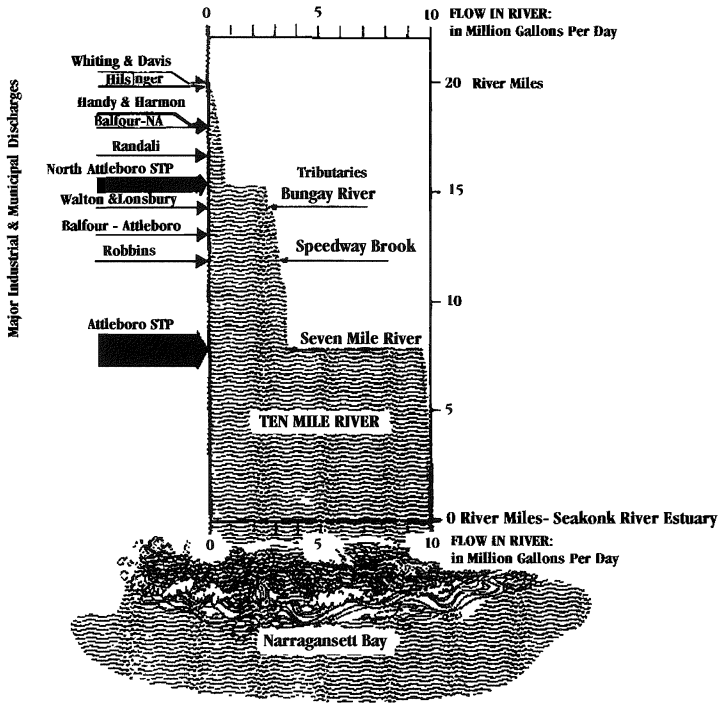 0 5 10 FLOW IN RIVER:
in Million Gallons Per Day
Major Industrial & Municipal Discharges
Whiting & Davis
Hilsinger
20 River Miles
Handy & Harmon
Balfour-NA
Randall
North Attleboro STP
Tributaries
15
Bungay River
Walton &Lonsbury
Balfour - Attleboro
Speedway Brook
Robbins
10
Attleboro STP
Seven Mile River
5
TEN MILE RIVER
0 River Miles- Seakonk River Estuary
0 5 10 FLOW IN RIVER:
in Million Gallons Per Day
Narragansett Bay